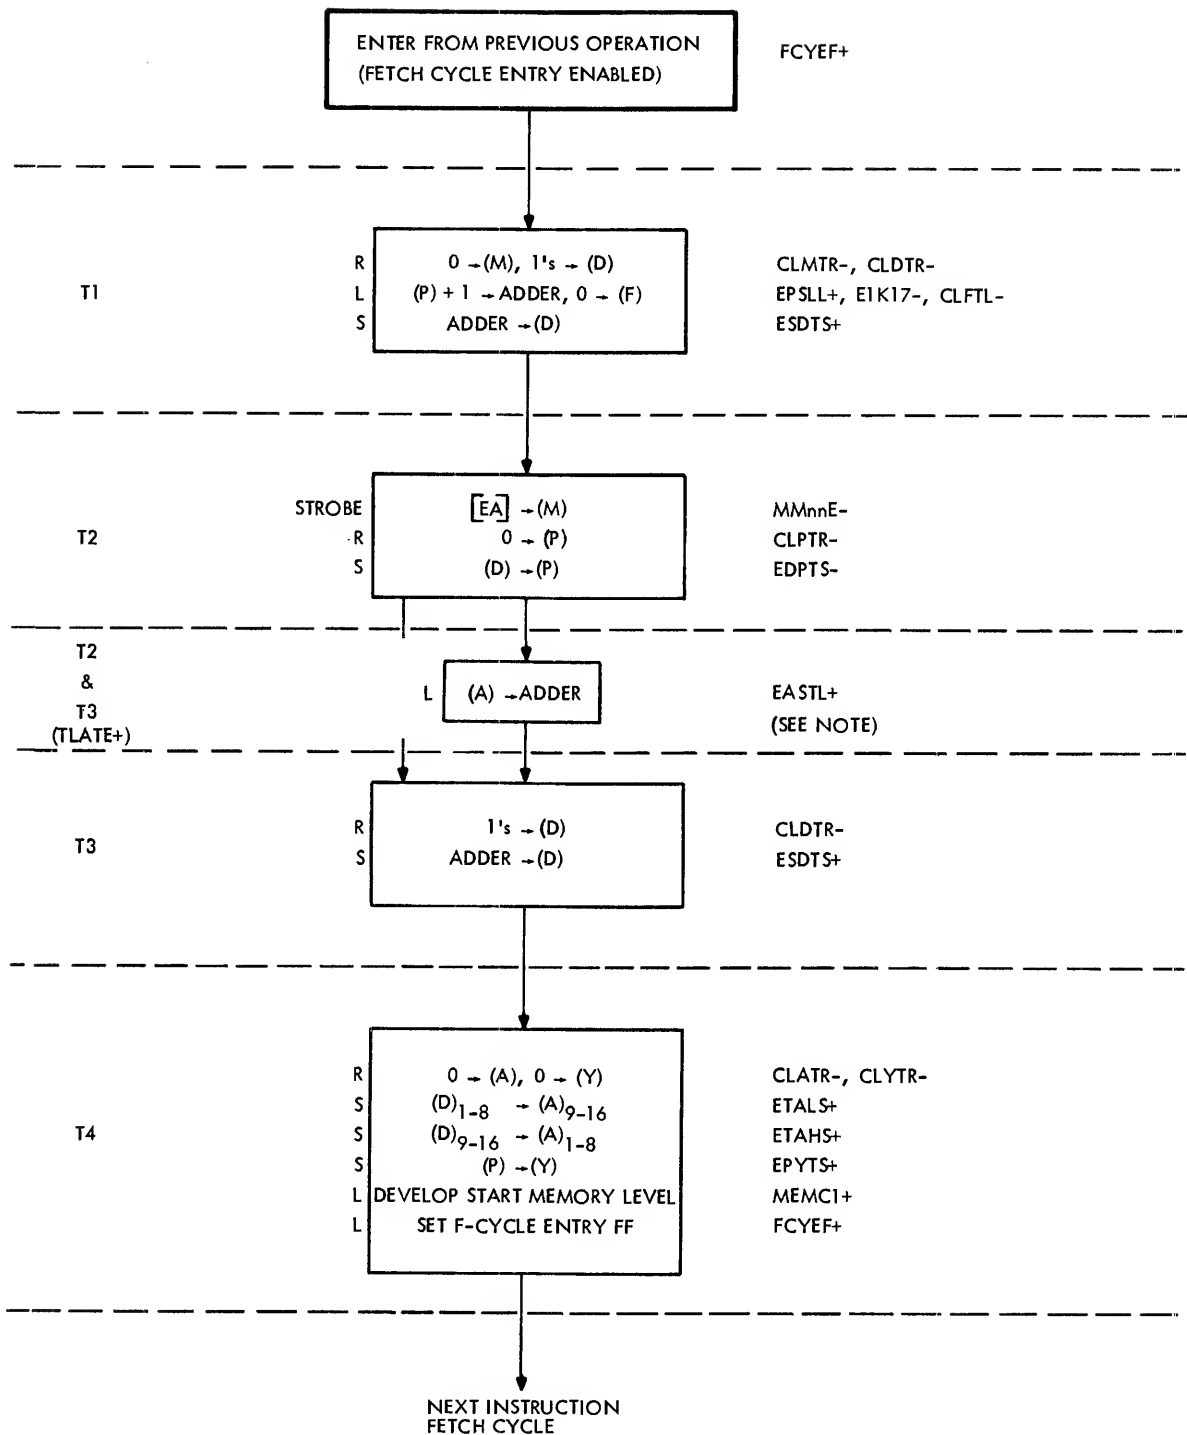 ENTER FROM PREVIOUS OPERATION
(FETCH CYCLE ENTRY ENABLED)
FCYEF+
T1
R 0 → (M), 1's → (D) CLMTR-, CLDTR-
L (P) + 1 → ADDER, 0 → (F) EPSLL+, E1K17-, CLFTL-
S ADDER → (D) ESDTS+
T2
STROBE [EA] → (M) MMnnE-
R 0 → (P) CLPTR-
S (D) → (P) EDPTS-
T2
&
T3
(TLATE+)
L (A) → ADDER EASTL+
(SEE NOTE)
T3
R 1's → (D) CLDTR-
S ADDER → (D) ESDTS+
T4
R 0 → (A), 0 → (Y) CLATR-, CLYTR-
S (D)1-8 → (A)9-16 ETALS+
S (D)9-16 → (A)1-8 ETAHS+
S (P) → (Y) EPYTS+
L DEVELOP START MEMORY LEVEL MEMC1+
L SET F-CYCLE ENTRY FF FCYEF+
NEXT INSTRUCTION
FETCH CYCLE